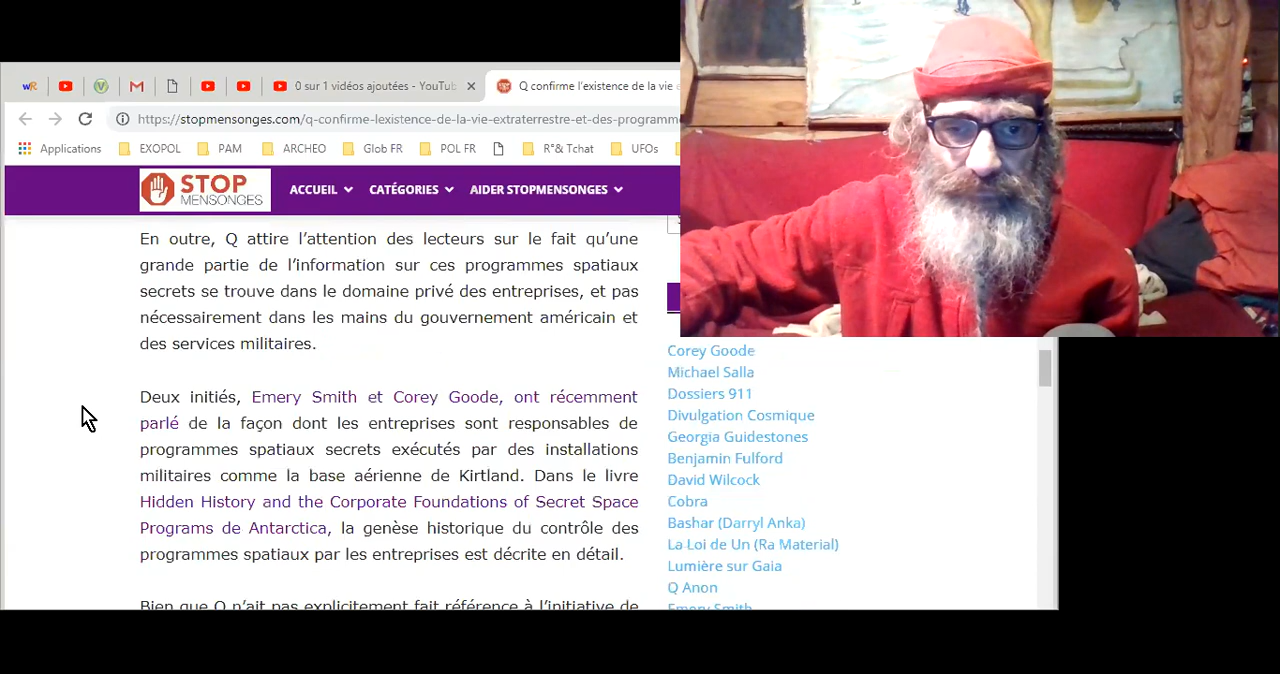 0 sur 1 vidéos ajoutées - YouTu
Q confirme l'existence de la vie e
https://stopmensonges.com/q-confirme-lexistence-de-la-vie-extraterrestre-et-des-programm
Applications EXOPOL PAM ARCHEO Glob FR POL FR R°& Tchat UFOs
STOP
MENSONGES
ACCUEIL CATÉGORIES AIDER STOPMENSONGES
En outre, Q attire l'attention des lecteurs sur le fait qu'une
grande partie de l'information sur ces programmes spatiaux
secrets se trouve dans le domaine privé des entreprises, et pas
nécessairement dans les mains du gouvernement américain et
des services militaires.
Deux initiés, Emery Smith et Corey Goode, ont récemment
parlé de la façon dont les entreprises sont responsables de
programmes spatiaux secrets exécutés par des installations
militaires comme la base aérienne de Kirtland. Dans le livre
Hidden History and the Corporate Foundations of Secret Space
Programs de Antarctica, la genèse historique du contrôle des
programmes spatiaux par les entreprises est décrite en détail.
Bien que Q n'ait pas explicitement fait référence à l'initiative de
Corey Goode
Michael Salla
Dossiers 911
Divulgation Cosmique
Georgia Guidestones
Benjamin Fulford
David Wilcock
Cobra
Bashar (Darryl Anka)
La Loi de Un (Ra Material)
Lumière sur Gaia
Q Anon
Emery Smith